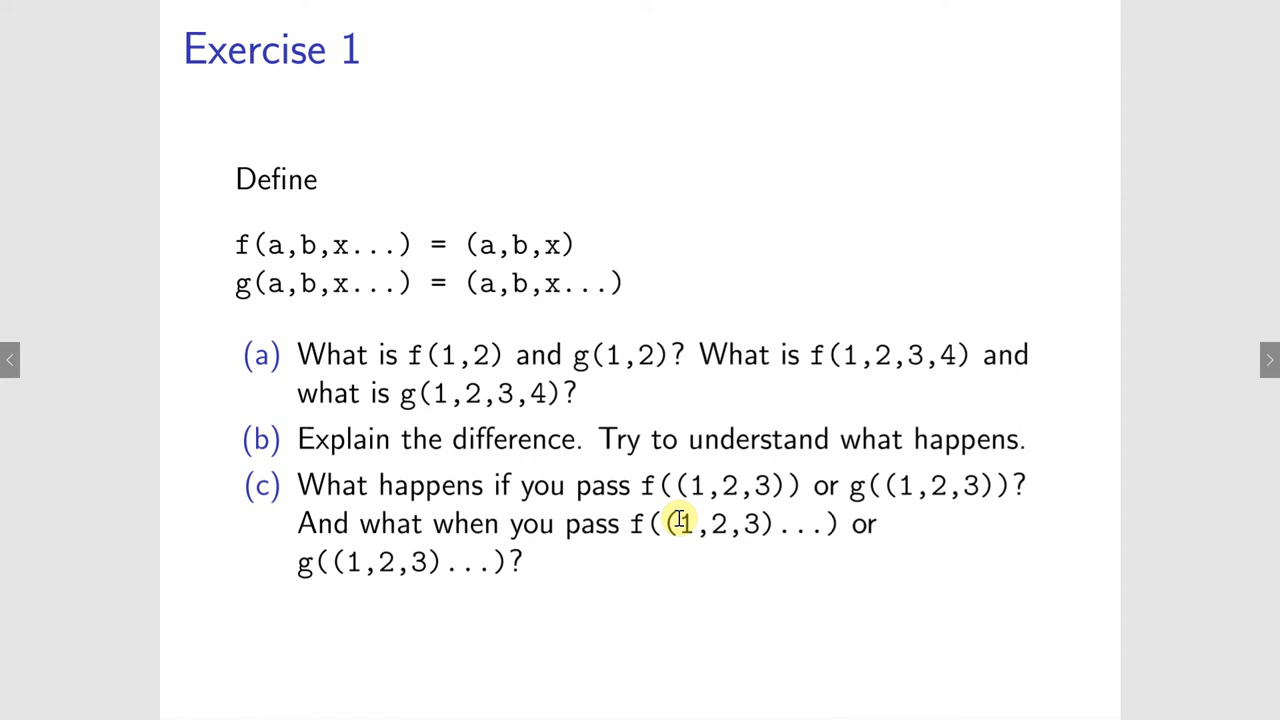 Exercise 1
Define
f(a,b,x...) = (a,b,x)
g(a,b,x...) = (a,b,x...)
(a) What is f(1,2) and g(1,2)? What is f(1,2,3,4) and
what is g(1,2,3,4)?
(b) Explain the difference. Try to understand what happens.
(c) What happens if you pass f((1,2,3)) or g((1,2,3))?
And what when you pass f((1,2,3)...) or
g((1,2,3)...)?